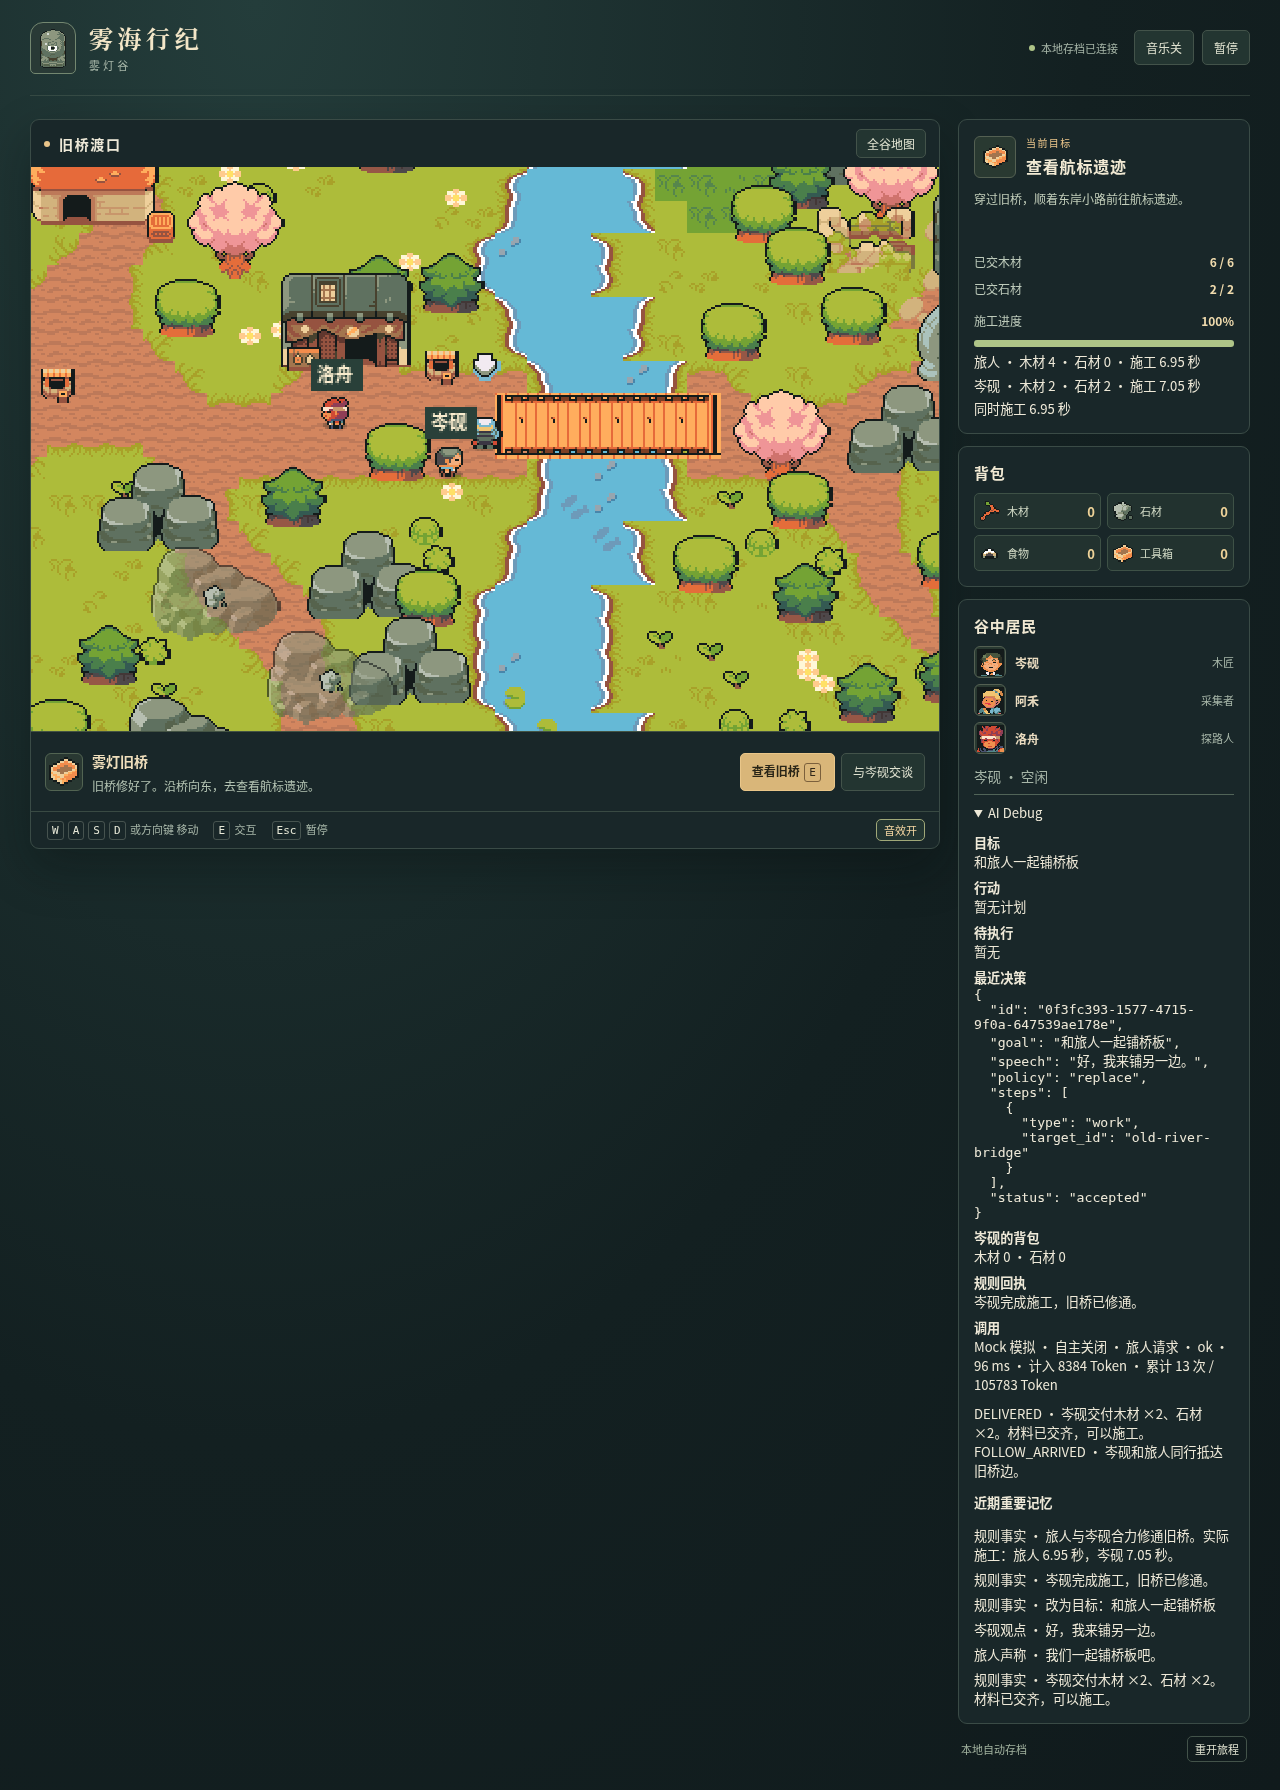 雾海行纪
雾灯谷
本地存档已连接
音乐关
暂停
旧桥渡口
全谷地图
洛舟
岑砚
雾灯旧桥
旧桥修好了。沿桥向东，去查看航标遗迹。
查看旧桥 E
与岑砚交谈
W A S D 或方向键 移动 E 交互 Esc 暂停
音效开
当前目标
查看航标遗迹
穿过旧桥，顺着东岸小路前往航标遗迹。
已交木材 6 / 6
已交石材 2 / 2
施工进度 100%
旅人 · 木材 4 · 石材 0 · 施工 6.95 秒
岑砚 · 木材 2 · 石材 2 · 施工 7.05 秒
同时施工 6.95 秒
背包
木材 0
石材 0
食物 0
工具箱 0
谷中居民
岑砚 木匠
阿禾 采集者
洛舟 探路人
岑砚 · 空闲
▼ AI Debug
目标
和旅人一起铺桥板
行动
暂无计划
待执行
暂无
最近决策
{
"id": "0f3fc393-1577-4715-
9f0a-647539ae178e",
"goal": "和旅人一起铺桥板",
"speech": "好，我来铺另一边。",
"policy": "replace",
"steps": [
{
"type": "work",
"target_id": "old-river-
bridge"
}
],
"status": "accepted"
}
岑砚的背包
木材 0 · 石材 0
规则回执
岑砚完成施工，旧桥已修通。
调用
Mock 模拟 · 自主关闭 · 旅人请求 · ok ·
96 ms · 计入 8384 Token · 累计 13 次 /
105783 Token
DELIVERED · 岑砚交付木材 ×2、石材
×2。材料已交齐，可以施工。
FOLLOW_ARRIVED · 岑砚和旅人同行抵达
旧桥边。
近期重要记忆
规则事实 · 旅人与岑砚合力修通旧桥。实际
施工：旅人 6.95 秒，岑砚 7.05 秒。
规则事实 · 岑砚完成施工，旧桥已修通。
规则事实 · 改为目标：和旅人一起铺桥板
岑砚观点 · 好，我来铺另一边。
旅人声称 · 我们一起铺桥板吧。
规则事实 · 岑砚交付木材 ×2、石材 ×2。
材料已交齐，可以施工。
本地自动存档
重开旅程